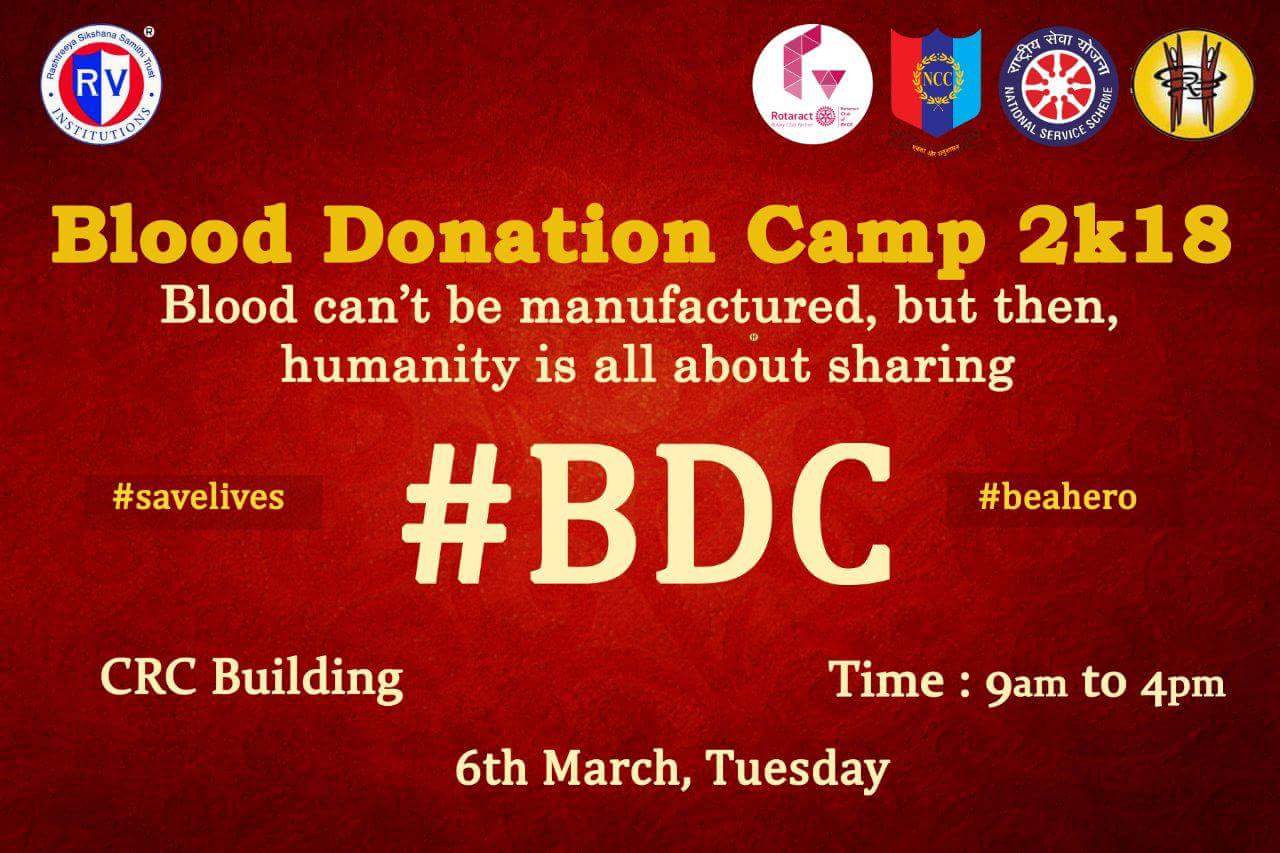 Rashtreeya Sikshana Samithi Trust
®
RV
INSTITUTIONS
Rotaract
NCC
राष्ट्रीय सेवा योजना
NATIONAL SERVICE SCHEME
Blood Donation Camp 2k18
Blood can't be manufactured, but then,
humanity is all about sharing
#savelives
#BDC
#beahero
CRC Building
Time : 9am to 4pm
6th March, Tuesday